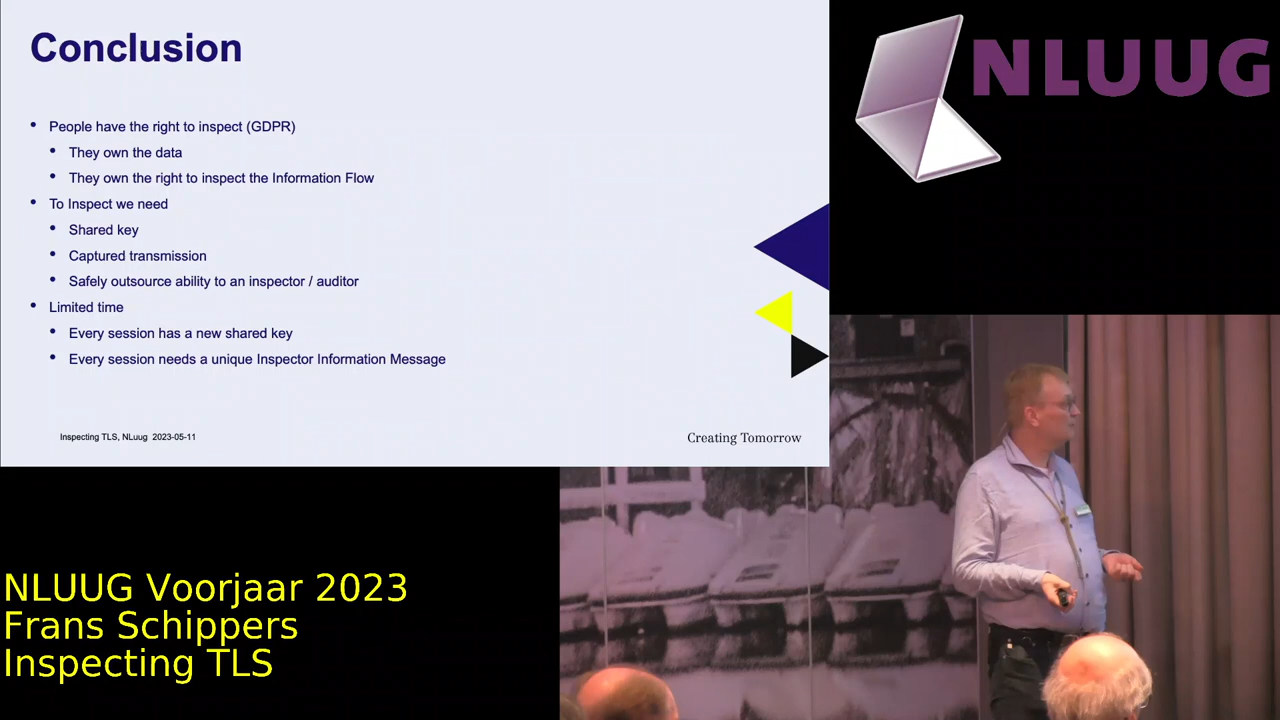 Conclusion
• People have the right to inspect (GDPR)
• They own the data
• They own the right to inspect the Information Flow
• To Inspect we need
• Shared key
• Captured transmission
• Safely outsource ability to an inspector / auditor
• Limited time
• Every session has a new shared key
• Every session needs a unique Inspector Information Message
Inspecting TLS, NLuug 2023-05-11
Creating Tomorrow
NLUUG
NLUUG Voorjaar 2023
Frans Schippers
Inspecting TLS